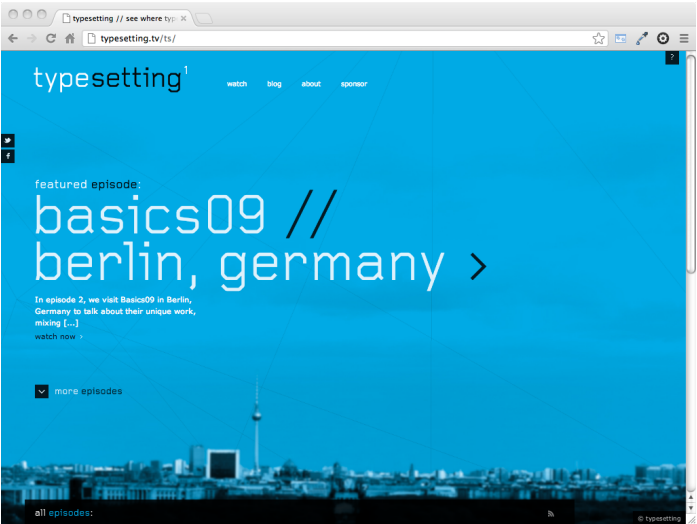 typesetting // see where typ
typesetting.tv/ts/
?
typesetting¹
watch blog about sponsor
featured episode:
basics09 //
berlin, germany >
In episode 2, we visit Basics09 in Berlin,
Germany to talk about their unique work,
mixing [...]
watch now >
more episodes
all episodes:
© typesetting